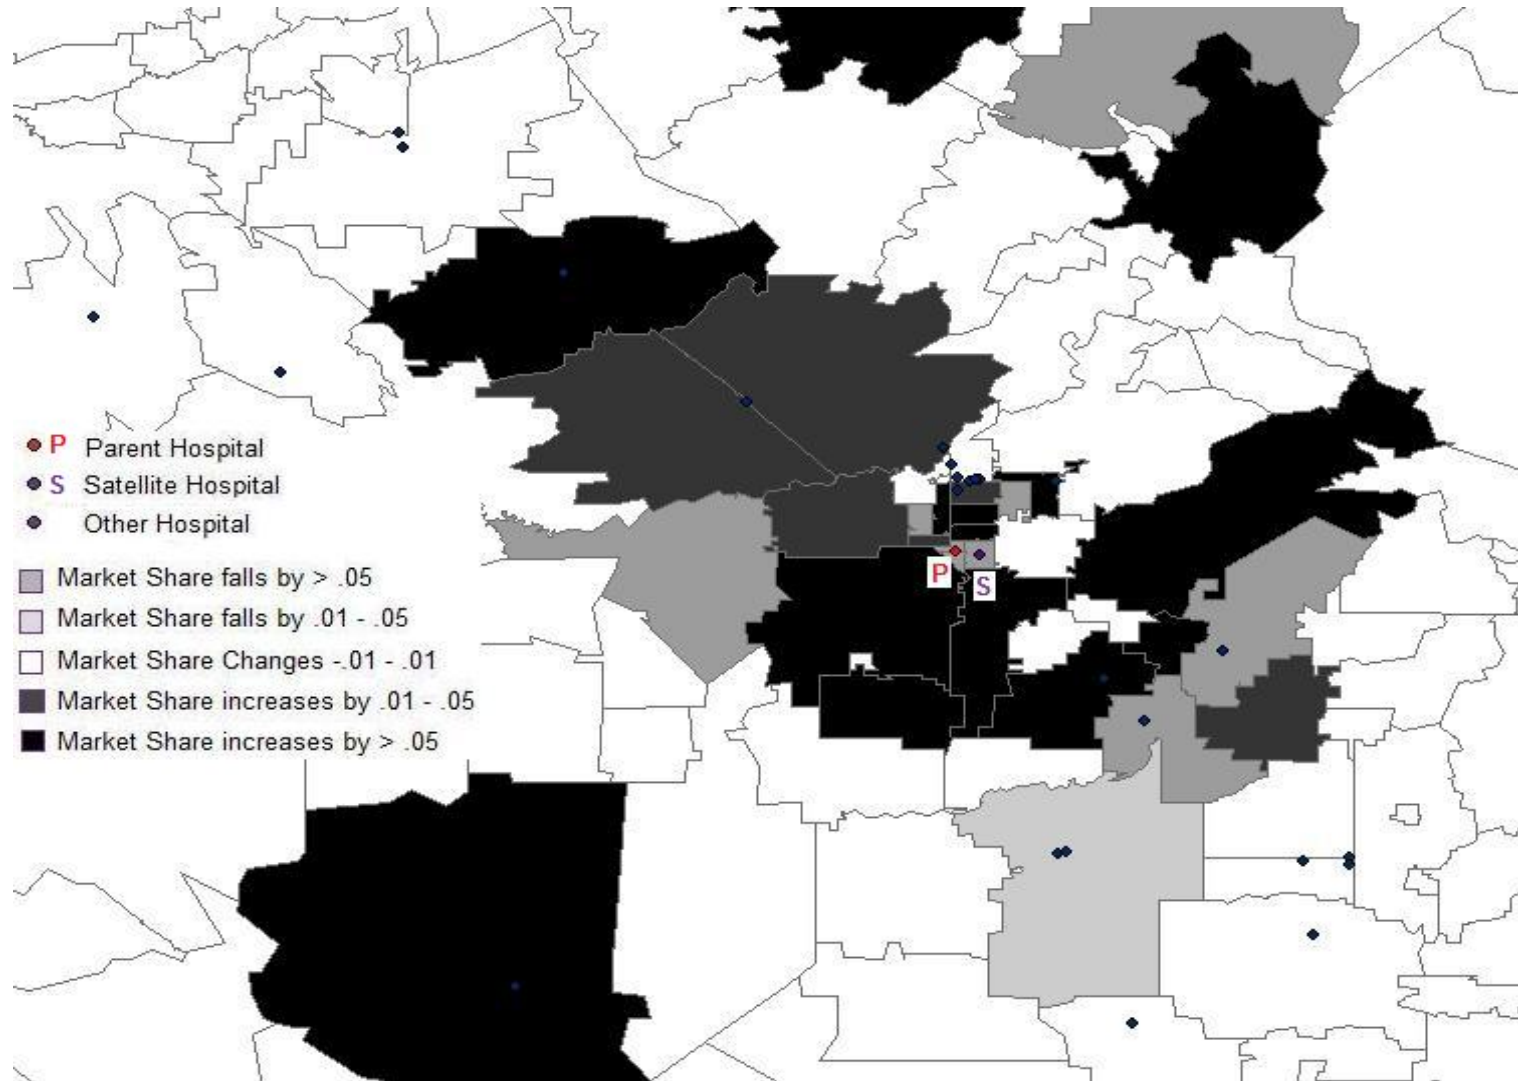 P Parent Hospital
S Satellite Hospital
Other Hospital
Market Share falls by > .05
Market Share falls by .01 - .05
Market Share Changes -.01 - .01
Market Share increases by .01 - .05
Market Share increases by > .05
P
S